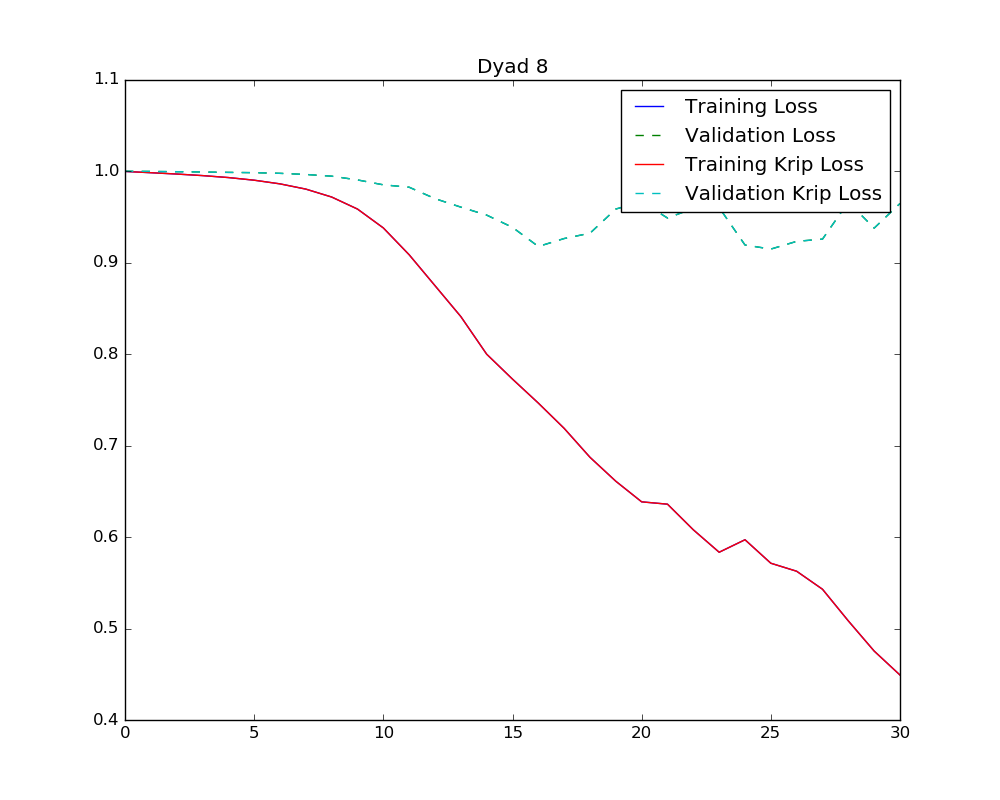 Dyad 8
1.1
1.0
0.9
0.8
0.7
0.6
0.5
0.4
0 5 10 15 20 25 30
Training Loss
Validation Loss
Training Krip Loss
Validation Krip Loss